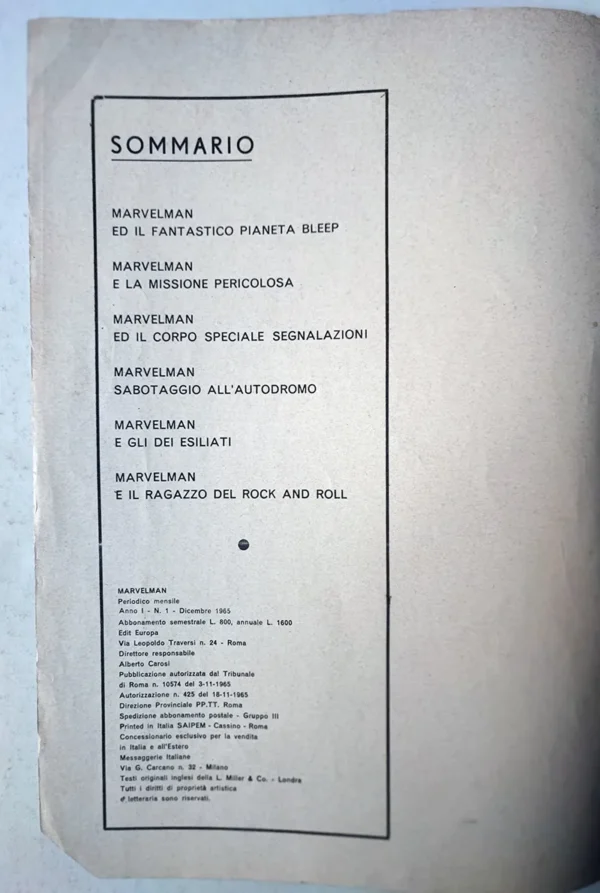 SOMMARIO
MARVELMAN
ED IL FANTASTICO PIANETA BLEEP
MARVELMAN
E LA MISSIONE PERICOLOSA
MARVELMAN
ED IL CORPO SPECIALE SEGNALAZIONI
MARVELMAN
SABOTAGGIO ALL'AUTODROMO
MARVELMAN
E GLI DEI ESILIATI
MARVELMAN
E IL RAGAZZO DEL ROCK AND ROLL
MARVELMAN
Periodico mensile
Anno I - N. 1 - Dicembre 1965
Abbonamento semestrale L. 800, annuale L. 1600
Edit Europa
Via Leopoldo Traversi n. 24 - Roma
Direttore responsabile
Alberto Carosi
Pubblicazione autorizzata dal Tribunale
di Roma n. 10574 del 3-11-1965
Autorizzazione n. 425 del 18-11-1965
Direzione Provinciale PP.TT. Roma
Spedizione abbonamento postale - Gruppo III
Printed in Italia SAIPEM - Cassino - Roma
Concessionario esclusivo per la vendita
in Italia e all'Estero
Messaggerie Italiane
Via G. Carcano n. 32 - Milano
Testi originali inglesi della L. Miller & Co. - Londra
Tutti i diritti di proprietà artistica
e letteraria sono riservati.